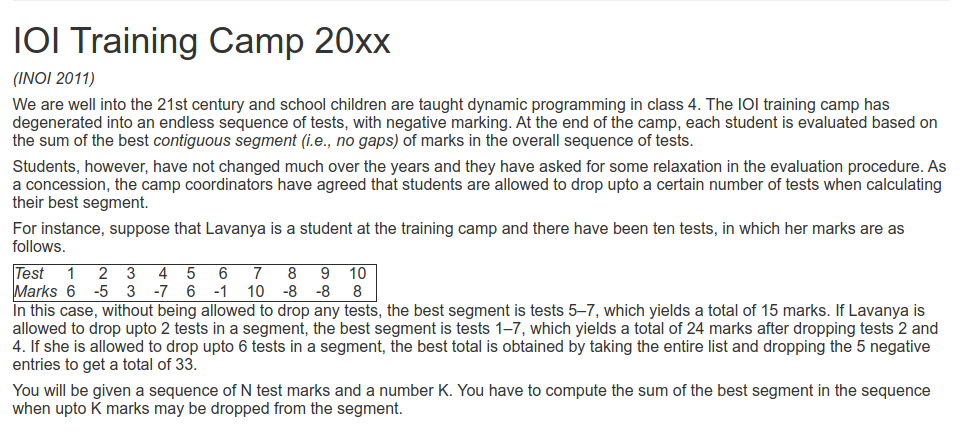 IOI Training Camp 20xx
(INOI 2011)
We are well into the 21st century and school children are taught dynamic programming in class 4. The IOI training camp has
degenerated into an endless sequence of tests, with negative marking. At the end of the camp, each student is evaluated based on
the sum of the best contiguous segment (i.e., no gaps) of marks in the overall sequence of tests.
Students, however, have not changed much over the years and they have asked for some relaxation in the evaluation procedure. As
a concession, the camp coordinators have agreed that students are allowed to drop upto a certain number of tests when calculating
their best segment.
For instance, suppose that Lavanya is a student at the training camp and there have been ten tests, in which her marks are as
follows.
Test 1 2 3 4 5 6 7 8 9 10
Marks 6 -5 3 -7 6 -1 10 -8 -8 8
In this case, without being allowed to drop any tests, the best segment is tests 5–7, which yields a total of 15 marks. If Lavanya is
allowed to drop upto 2 tests in a segment, the best segment is tests 1–7, which yields a total of 24 marks after dropping tests 2 and
4. If she is allowed to drop upto 6 tests in a segment, the best total is obtained by taking the entire list and dropping the 5 negative
entries to get a total of 33.
You will be given a sequence of N test marks and a number K. You have to compute the sum of the best segment in the sequence
when upto K marks may be dropped from the segment.